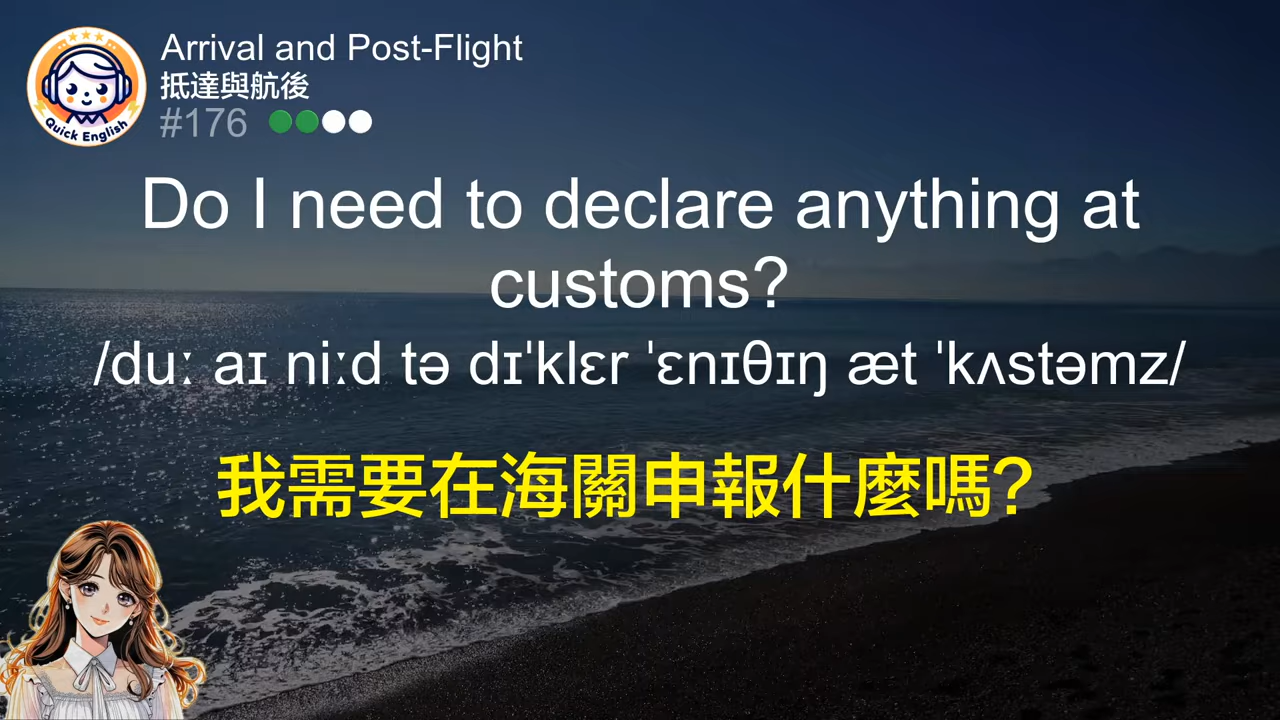 Quick English
Arrival and Post-Flight
抵達與航後
#176
Do I need to declare anything at
customs?
/duː aɪ niːd tə dɪˈklɛr ˈɛnɪθɪŋ æt ˈkʌstəmz/
我需要在海關申報什麼嗎?